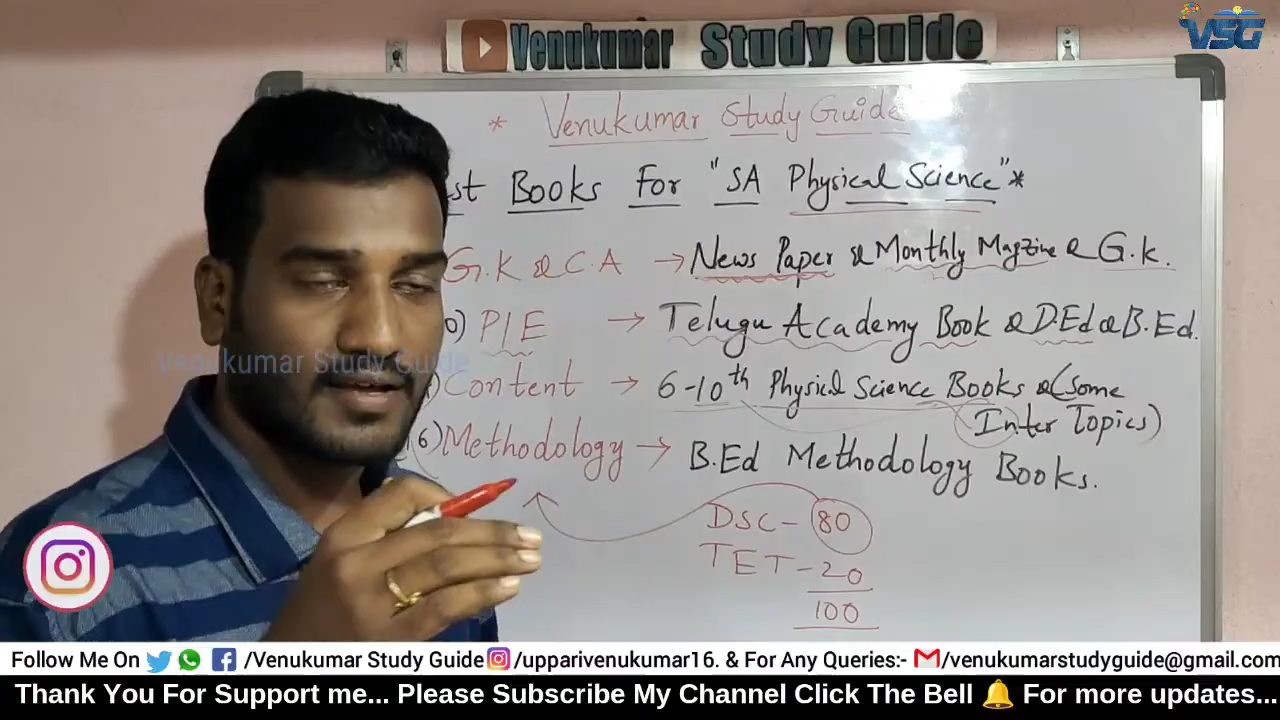 Venukumar Study Guide
VSG
* Venukumar Study Guide
Books For "SA Physical Science"*
G.K & C.A → News Paper & Monthly Magzine & G.k.
P/E → Telugu Academy Book & D.Ed & B.Ed.
Venukumar Study Guide
Content → 6-10th Physical Science Books & (Some
Inter Topics)
6) Methodology → B.Ed Methodology Books.
DSC - 80
TET - 20
100
Follow Me On /Venukumar Study Guide /upparivenukumar16. & For Any Queries:- /venukumarstudyguide@gmail.com
Thank You For Support me... Please Subscribe My Channel Click The Bell 🔔 For more updates...